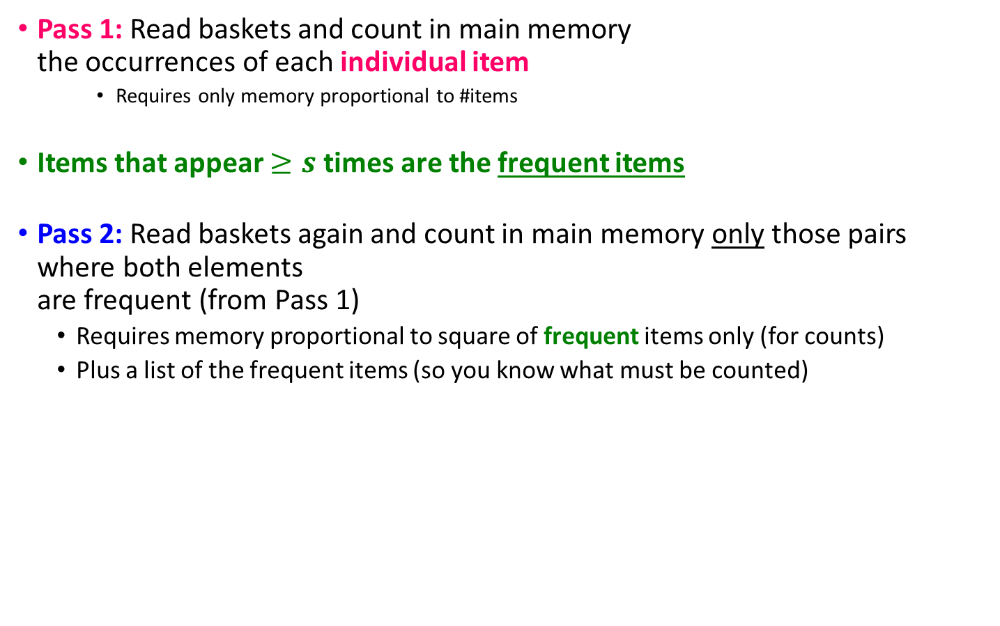 • Pass 1: Read baskets and count in main memory
the occurrences of each individual item
• Requires only memory proportional to #items
• Items that appear ≥ s times are the frequent items
• Pass 2: Read baskets again and count in main memory only those pairs
where both elements
are frequent (from Pass 1)
• Requires memory proportional to square of frequent items only (for counts)
• Plus a list of the frequent items (so you know what must be counted)